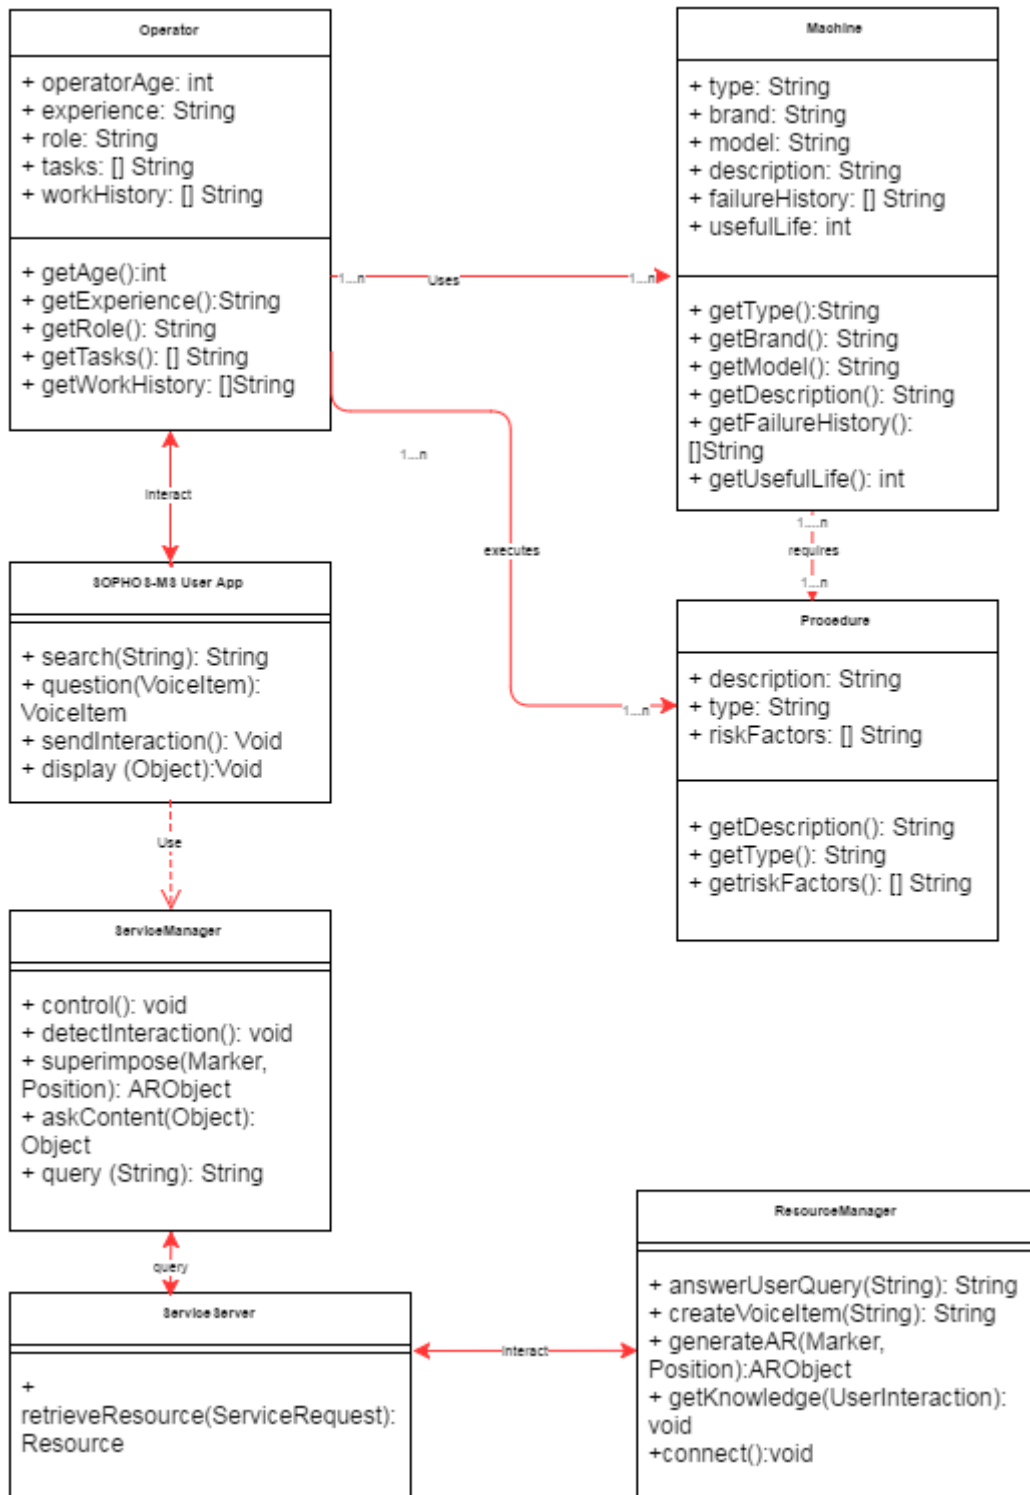 Operator
+ operatorAge: int
+ experience: String
+ role: String
+ tasks: [] String
+ workHistory: [] String
+ getAge():int
+ getExperience():String
+ getRole(): String
+ getTasks(): [] String
+ getWorkHistory: []String
Machine
+ type: String
+ brand: String
+ model: String
+ description: String
+ failureHistory: [] String
+ usefulLife: int
+ getType():String
+ getBrand(): String
+ getModel(): String
+ getDescription(): String
+ getFailureHistory():
[]String
+ getUsefulLife(): int
1...n
Uses
1...n
1...n
executes
1...n
Interact
1....n
requires
1...n
SOPHOS-MS User App
+ search(String): String
+ question(VoiceItem):
VoiceItem
+ sendInteraction(): Void
+ display (Object):Void
Procedure
+ description: String
+ type: String
+ riskFactors: [] String
+ getDescription(): String
+ getType(): String
+ getriskFactors(): [] String
Use
ServiceManager
+ control(): void
+ detectInteraction(): void
+ superimpose(Marker,
Position): ARObject
+ askContent(Object):
Object
+ query (String): String
query
ServiceServer
+
retrieveResource(ServiceRequest):
Resource
Interact
ResourceManager
+ answerUserQuery(String): String
+ createVoiceItem(String): String
+ generateAR(Marker,
Position):ARObject
+ getKnowledge(UserInteraction):
void
+connect():void